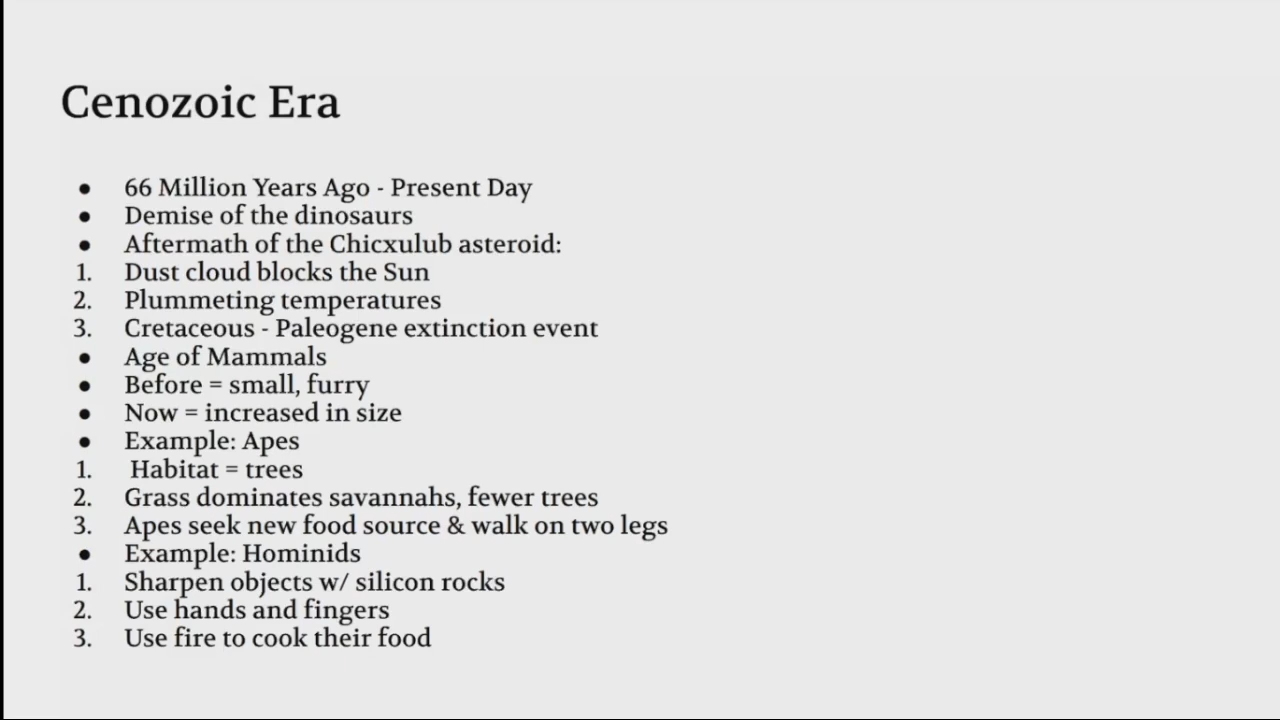 Cenozoic Era
● 66 Million Years Ago - Present Day
● Demise of the dinosaurs
● Aftermath of the Chicxulub asteroid:
1. Dust cloud blocks the Sun
2. Plummeting temperatures
3. Cretaceous - Paleogene extinction event
● Age of Mammals
● Before = small, furry
● Now = increased in size
● Example: Apes
1. Habitat = trees
2. Grass dominates savannahs, fewer trees
3. Apes seek new food source & walk on two legs
● Example: Hominids
1. Sharpen objects w/ silicon rocks
2. Use hands and fingers
3. Use fire to cook their food